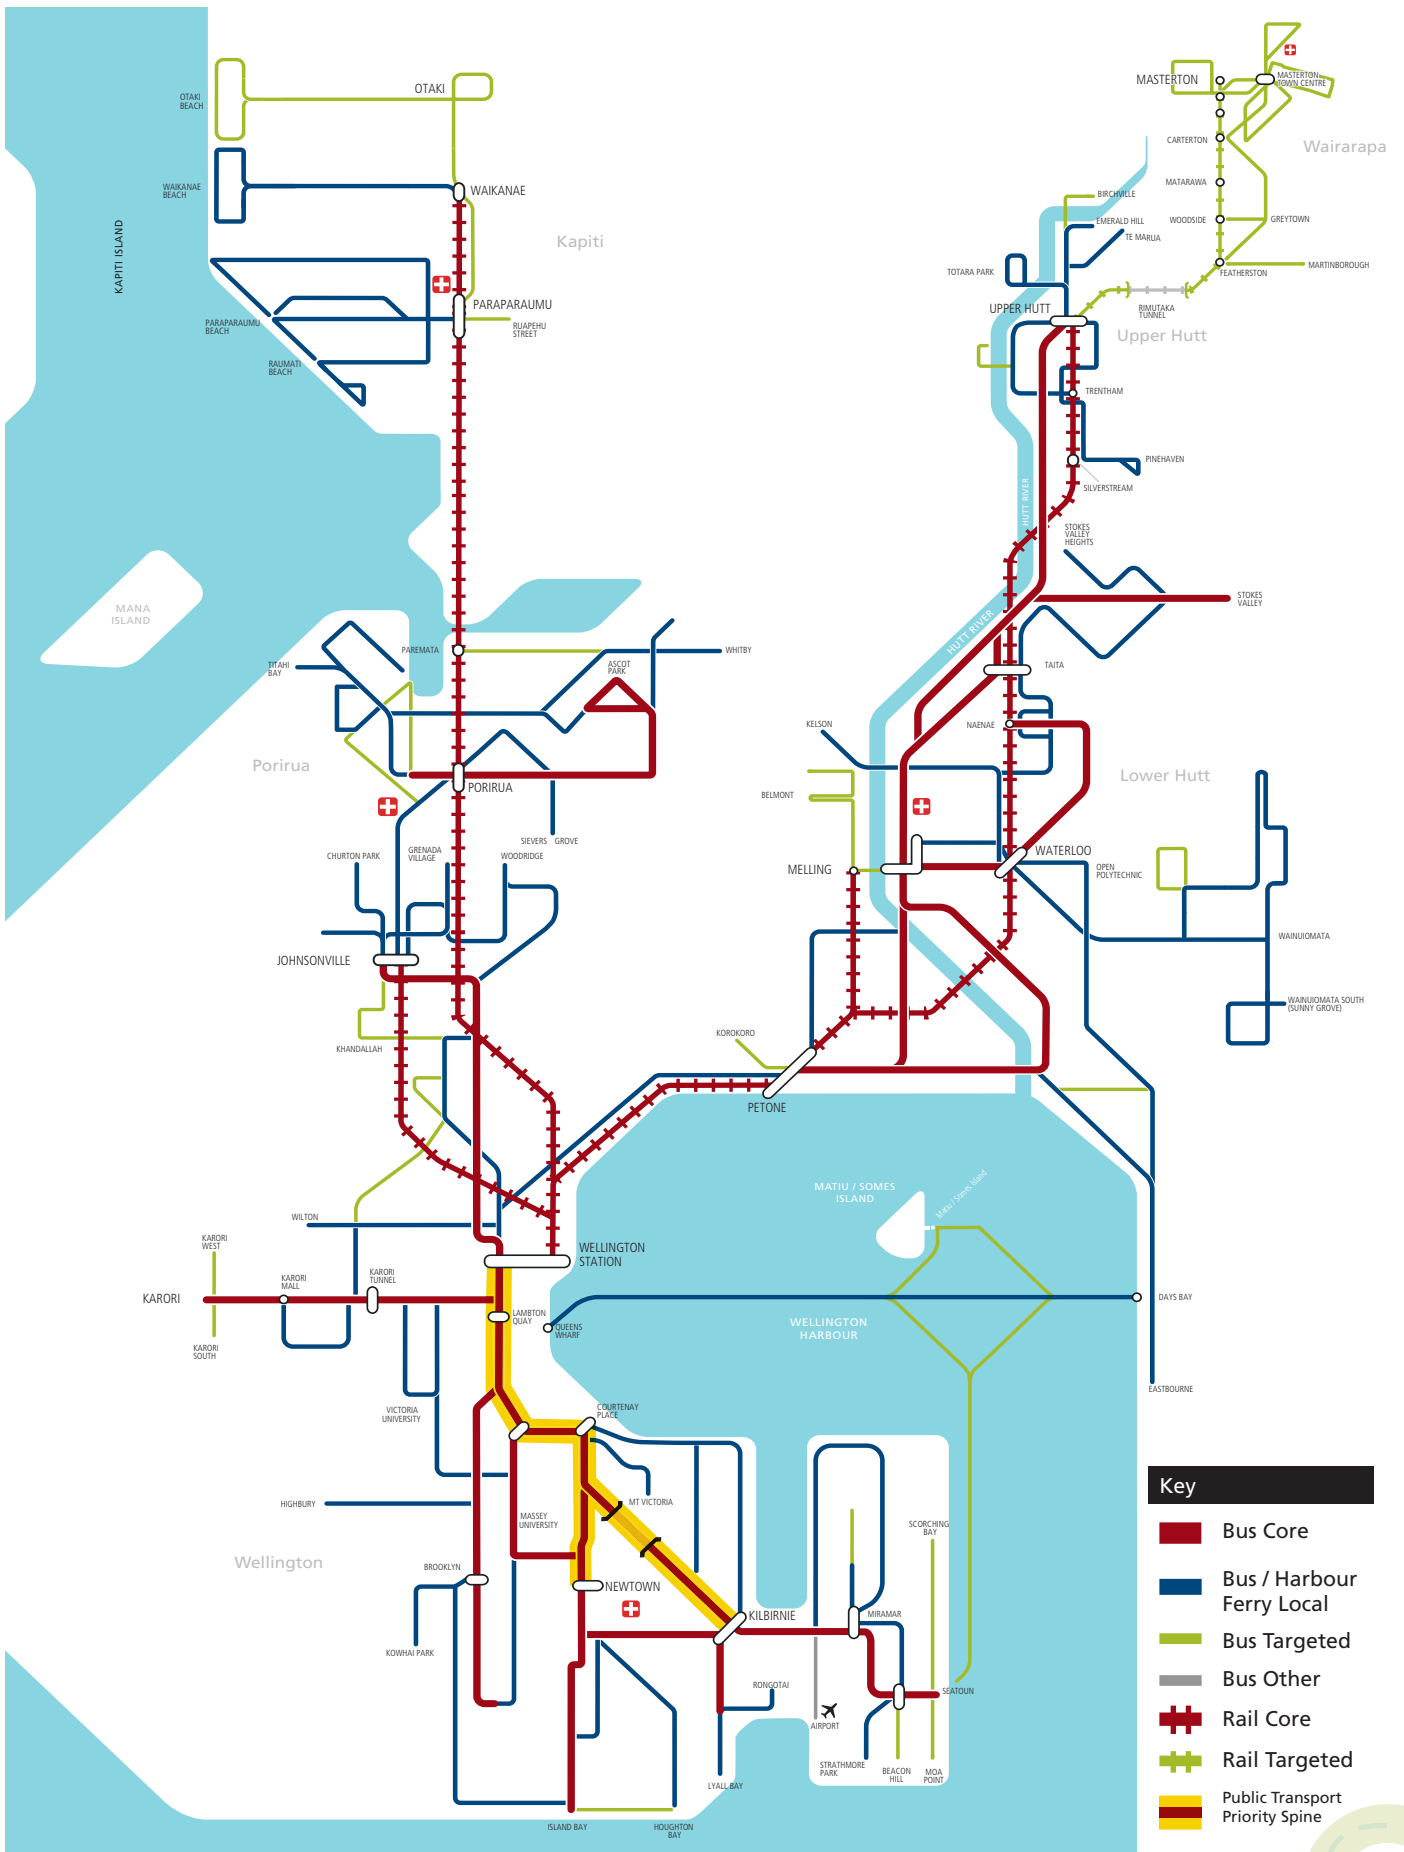 OTAKI
OTAKI
BEACH
WAIKANAE
BEACH
WAIKANAE
KAPITI ISLAND
Kapiti
PARAPARAUMU
PARAPARAUMU
BEACH
RUAPEHU
STREET
RAUMATI
BEACH
MASTERTON
MASTERTON
TOWN CENTRE
CARTERTON
Wairarapa
MATARAWA
WOODSIDE
GREYTOWN
FEATHERSTON
MARTINBOROUGH
BIRCHVILLE
EMERALD HILL
TE MARUA
TOTARA PARK
UPPER HUTT
RIMUTAKA
TUNNEL
Upper Hutt
TRENTHAM
PINEHAVEN
SILVERSTREAM
HUTT RIVER
STOKES
VALLEY
HEIGHTS
STOKES
VALLEY
HUTT RIVER
MANA
ISLAND
PAREMATA
WHITBY
TITAHI
BAY
ASCOT
PARK
TAITA
NAENAE
KELSON
Porirua
PORIRUA
BELMONT
Lower Hutt
SIEVERS GROVE
CHURTON PARK
GRENADA
VILLAGE
WOODRIDGE
MELLING
WATERLOO
OPEN
POLYTECHNIC
JOHNSONVILLE
WAINUIOMATA
WAINUIOMATA SOUTH
(SUNNY GROVE)
KHANDALLAH
KOROKORO
PETONE
MATIU / SOMES
ISLAND
Matiu / Somes Island
WILTON
KARORI
WEST
WELLINGTON
STATION
KARORI
KARORI
MALL
KARORI
TUNNEL
LAMBTON
QUAY
QUEENS
WHARF
DAYS BAY
WELLINGTON
HARBOUR
KARORI
SOUTH
EASTBOURNE
VICTORIA
UNIVERSITY
COURTENAY
PLACE
HIGHBURY
MT VICTORIA
MASSEY
UNIVERSITY
SCORCHING
BAY
Wellington
BROOKLYN
NEWTOWN
KILBIRNIE
MIRAMAR
KOWHAI PARK
RONGOTAI
SEATOUN
AIRPORT
LYALL BAY
STRATHMORE
PARK
BEACON
HILL
MOA
POINT
ISLAND BAY
HOUGHTON
BAY
Key
Bus Core
Bus / Harbour
Ferry Local
Bus Targeted
Bus Other
Rail Core
Rail Targeted
Public Transport
Priority Spine